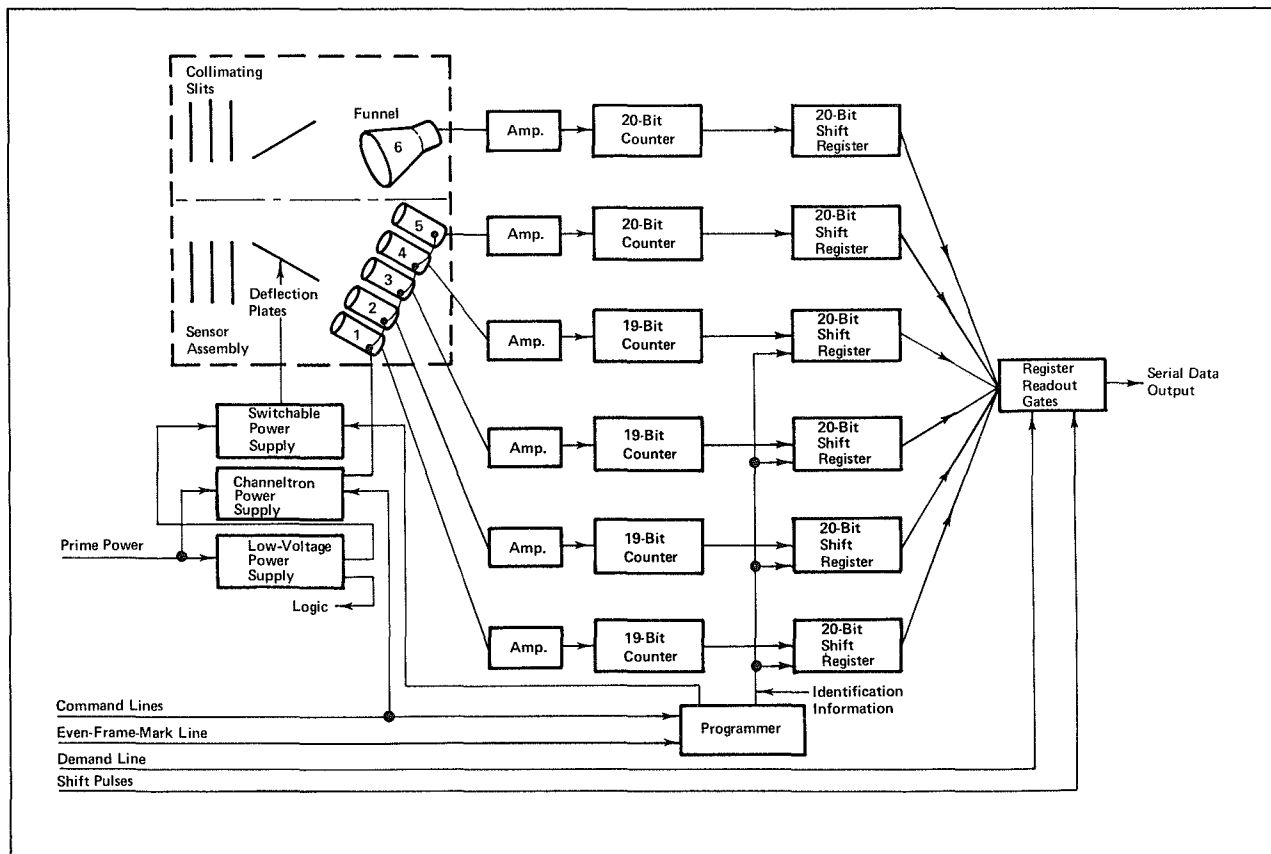 Collimating
Slits
Funnel
6
5
4
3
2
1
Deflection
Plates
Sensor
Assembly
Amp.
20-Bit
Counter
20-Bit
Shift
Register
Amp.
20-Bit
Counter
20-Bit
Shift
Register
Amp.
19-Bit
Counter
20-Bit
Shift
Register
Amp.
19-Bit
Counter
20-Bit
Shift
Register
Amp.
19-Bit
Counter
20-Bit
Shift
Register
Amp.
19-Bit
Counter
20-Bit
Shift
Register
Register
Readout
Gates
Serial Data
Output
Switchable
Power
Supply
Channeltron
Power
Supply
Prime Power
Low-Voltage
Power
Supply
Logic
Identification
Information
Command Lines
Programmer
Even-Frame-Mark Line
Demand Line
Shift Pulses